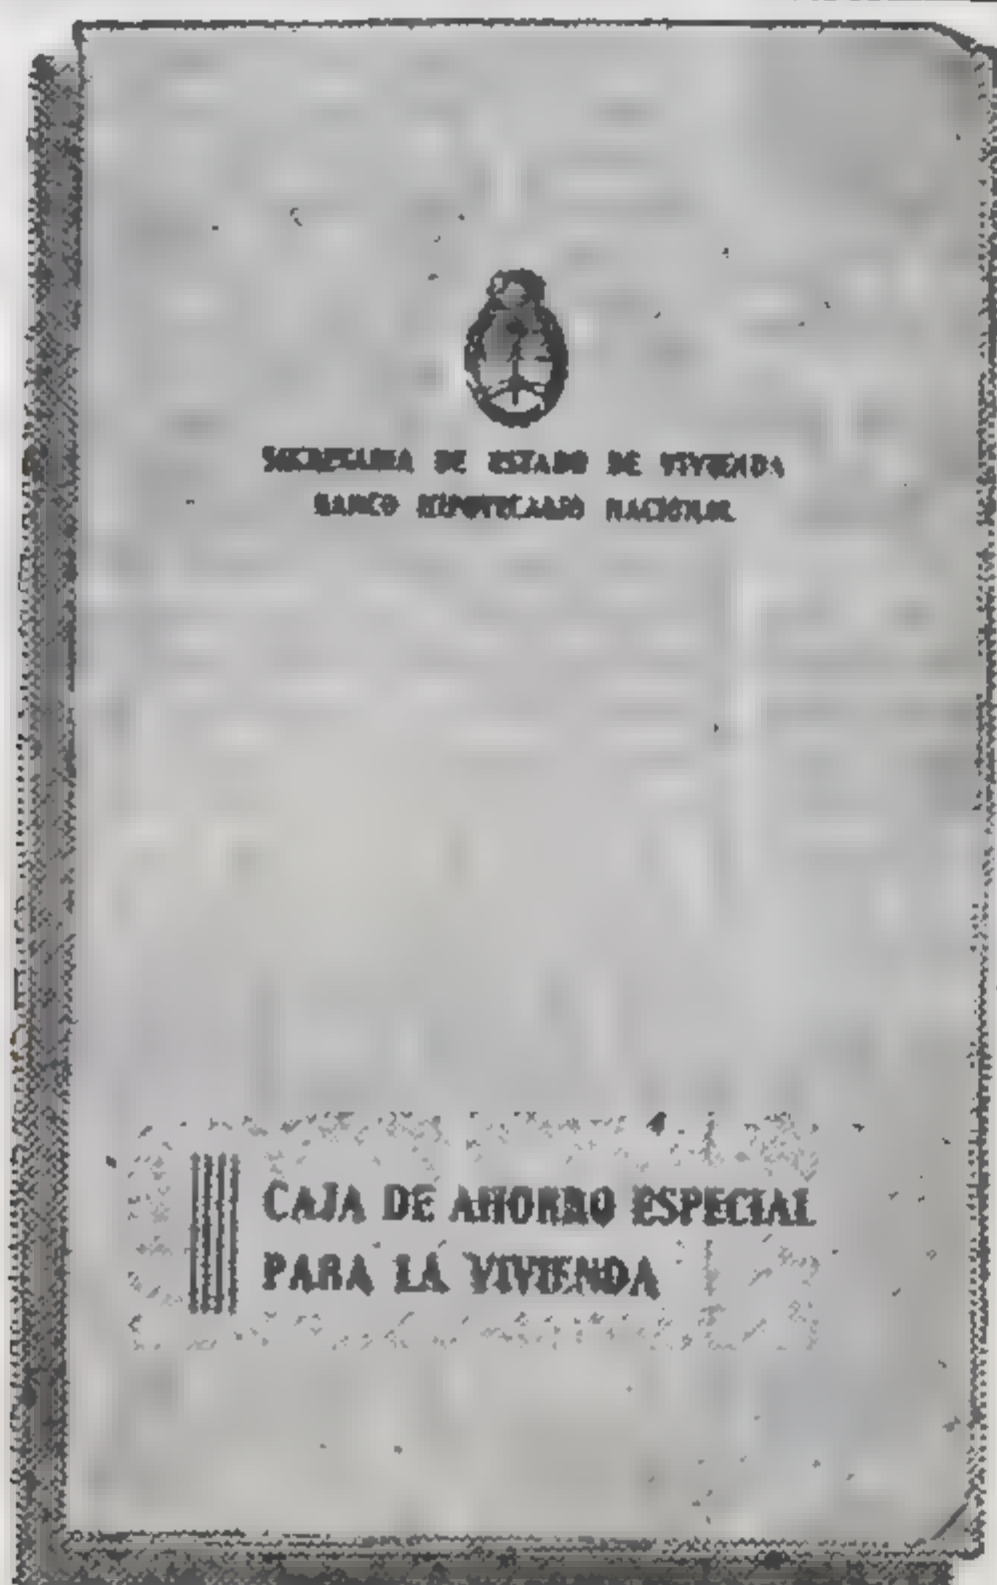 SECRETARIA DE ESTADO DE VIVIENDA
BANCO HIPOTECARIO NACIONAL
CAJA DE AHORRO ESPECIAL
PARA LA VIVIENDA